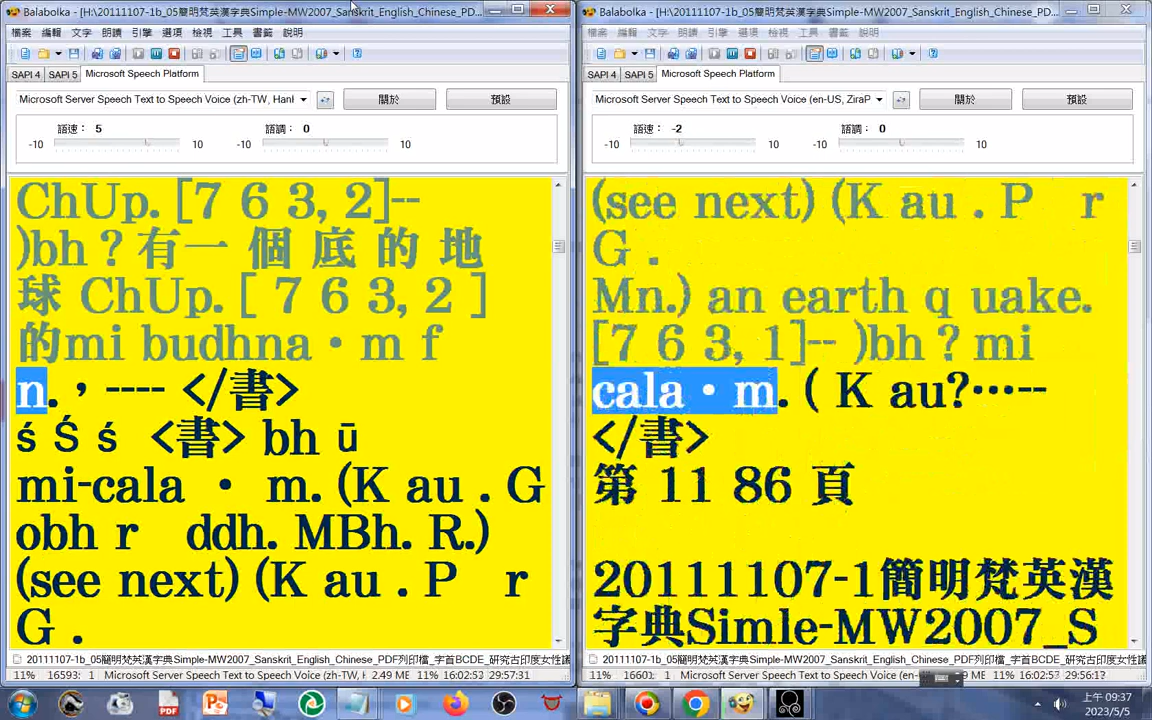 Balabolka - [H:\20111107-1b_05簡明梵英漢字典Simple-MW2007_Sanskrit_English_Chinese_PD...
檔案 編輯 文字 朗讀 引擎 選項 檢視 工具 書籤 說明
SAPI 4 SAPI 5 Microsoft Speech Platform
Microsoft Server Speech Text to Speech Voice (zh-TW, Hanl
關於 預設
語速： 5 語調： 0
-10 10 -10 10
ChUp. [7 6 3, 2]--
)bh ? 有一 個 底 的 地
球 ChUp. [ 7 6 3, 2 ]
的mi budhna • m f
n. , ---- </書>
ś Ś ś <書> bh ū
mi-cala • m. (K au . G
obh r ddh. MBh. R.)
(see next) (K au . P r
G .
20111107-1b_05簡明梵英漢字典Simple-MW2007_Sanskrit_English_Chinese_PDF列印檔_字首BCDE_研究古印度女性議
11% 16593: 1 Microsoft Server Speech Text to Speech Voice (zh-TW, H 2.49 MB 11% 16:02:53 29:57:31
Balabolka - [H:\20111107-1b_05簡明梵英漢字典Simple-MW2007_Sanskrit_English_Chinese_PD...
檔案 編輯 文字 朗讀 引擎 選項 檢視 工具 書籤 說明
SAPI 4 SAPI 5 Microsoft Speech Platform
Microsoft Server Speech Text to Speech Voice (en-US, ZiraP
關於 預設
語速： -2 語調： 0
-10 10 -10 10
(see next) (K au . P r
G .
Mn.) an earth q uake.
[7 6 3, 1]-- )bh ? mi
cala • m. ( K au?…--
</書>
第 11 86 頁
20111107-1簡明梵英漢
字典Simle-MW2007_S
20111107-1b_05簡明梵英漢字典Simple-MW2007_Sanskrit_English_Chinese_PDF列印檔_字首BCDE_研究古印度女性
11% 16601: 1 Microsoft Server Speech Text to Speech Voice 11% 16:02:5
上午 09:37
2023/5/5